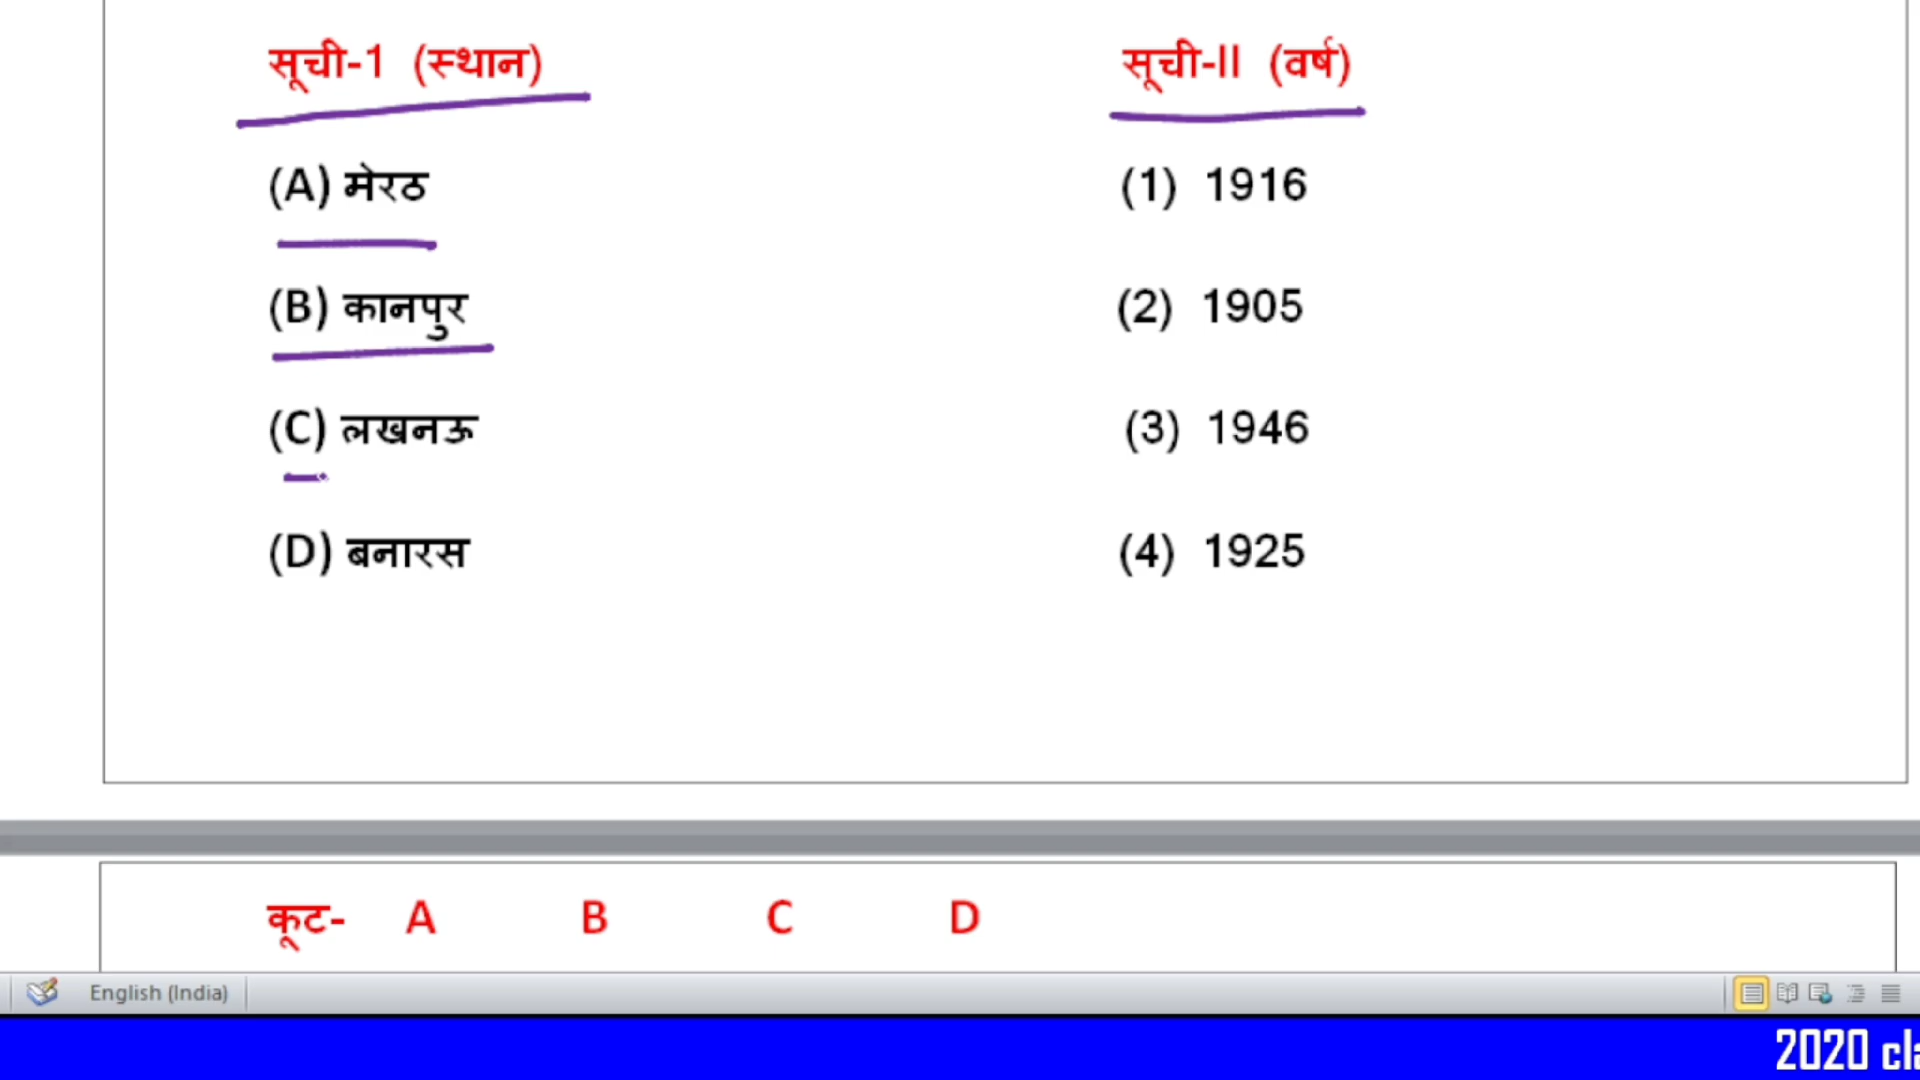 सूची-1 (स्थान) सूची-II (वर्ष)
(A) मेरठ (1) 1916
(B) कानपुर (2) 1905
(C) लखनऊ (3) 1946
(D) बनारस (4) 1925
कूट- A B C D
English (India)
2020